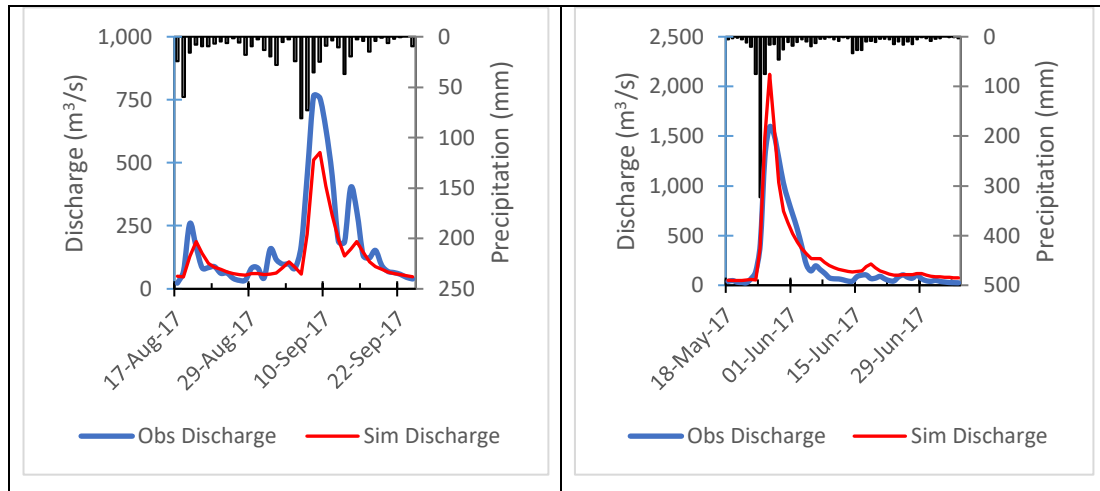 1,000
750
500
250
0
Discharge (m³/s)
0
50
100
150
200
250
Precipitation (mm)
17-Aug-17
29-Aug-17
10-Sep-17
22-Sep-17
Obs Discharge
Sim Discharge
2,500
2,000
1,500
1,000
500
0
Discharge (m³/s)
0
100
200
300
400
500
Precipitation (mm)
18-May-17
01-Jun-17
15-Jun-17
29-Jun-17
Obs Discharge
Sim Discharge